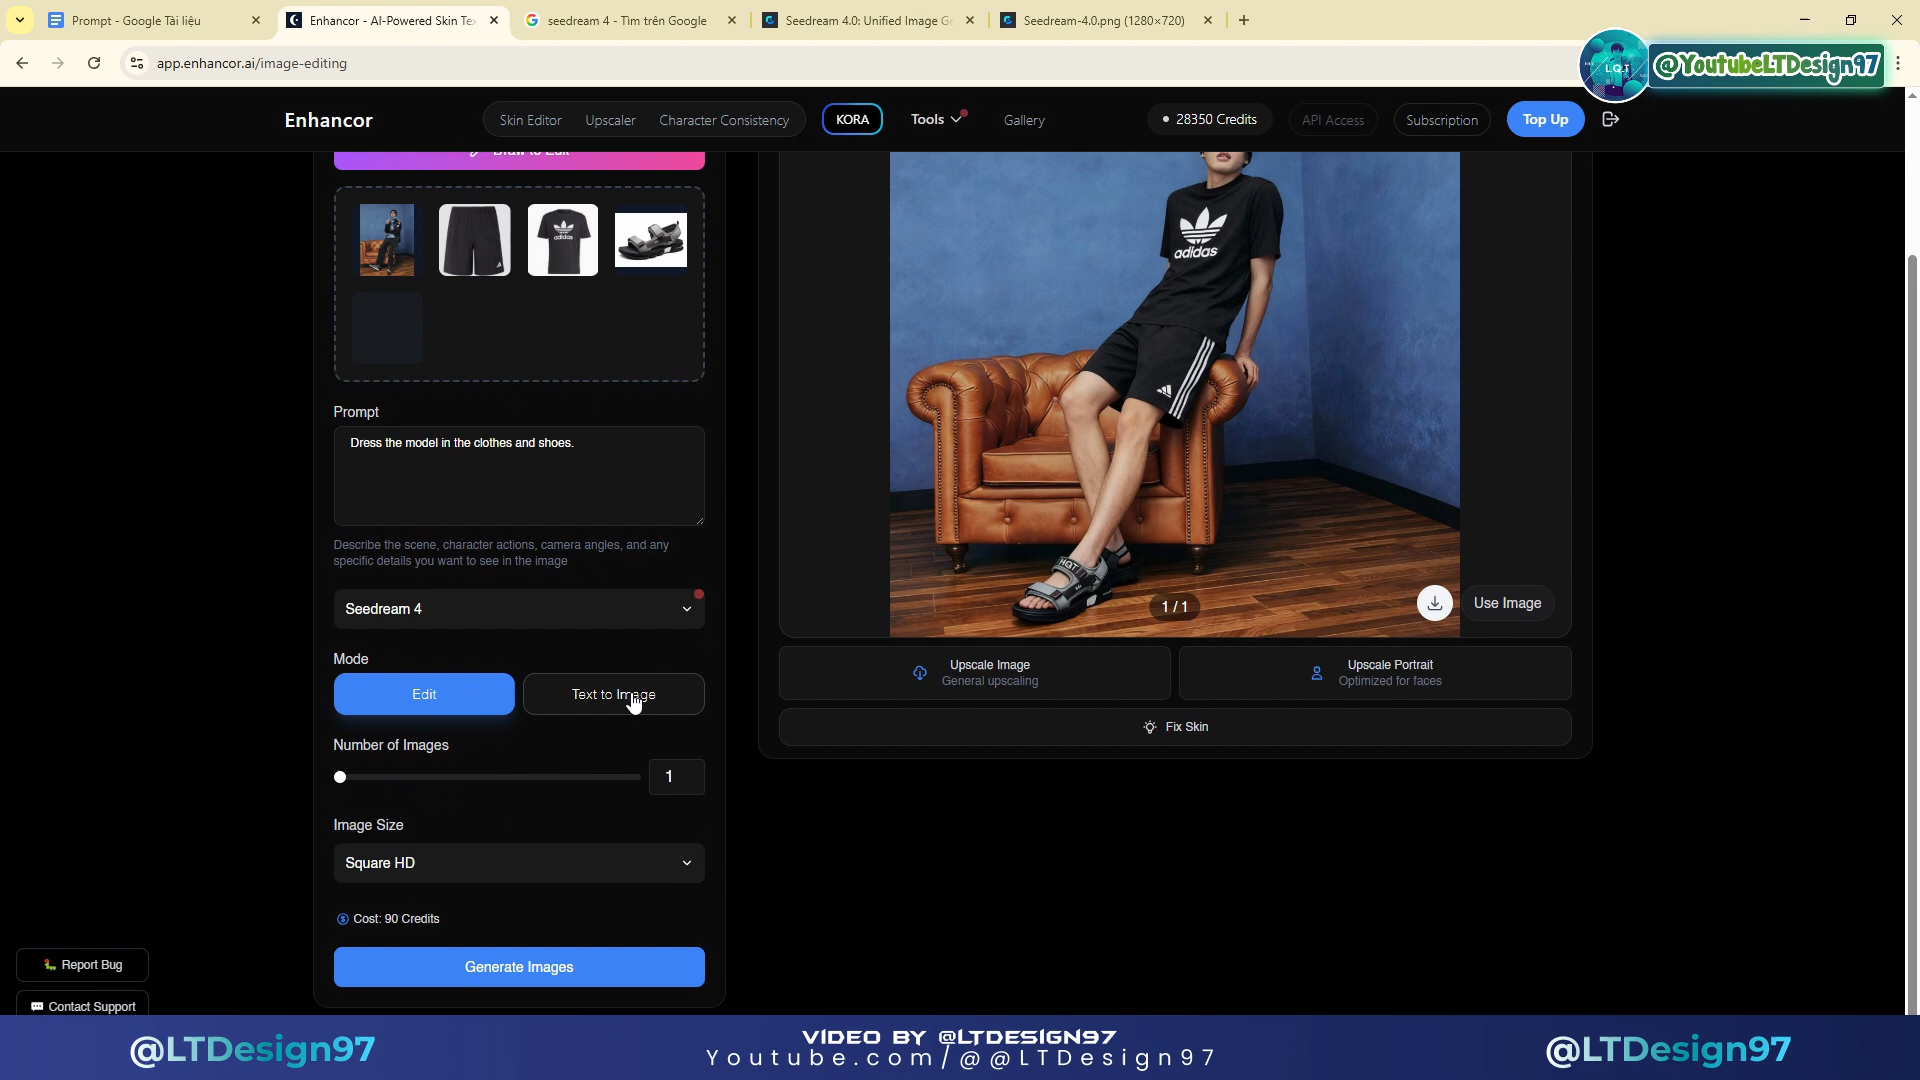 Prompt - Google Tài liệu
Enhancor - AI-Powered Skin Te
seedream 4 - Tìm trên Google
Seedream 4.0: Unified Image G
Seedream-4.0.png (1280×720)
app.enhancor.ai/image-editing
L.Q.T
@YoutubeLTDesign97
Enhancor
Skin Editor
Upscaler
Character Consistency
KORA
Tools
Gallery
28350 Credits
API Access
Subscription
Top Up
Draw to Edit
adidas
Prompt
Dress the model in the clothes and shoes.
Describe the scene, character actions, camera angles, and any
specific details you want to see in the image
Seedream 4
Mode
Edit
Text to Image
Number of Images
1
Image Size
Square HD
Cost: 90 Credits
Generate Images
adidas
HOT
1 / 1
Use Image
Upscale Image
General upscaling
Upscale Portrait
Optimized for faces
Fix Skin
Report Bug
Contact Support
@LTDesign97
VIDEO BY @LTDESIGN97
Youtube.com/@@LTDesign97
@LTDesign97